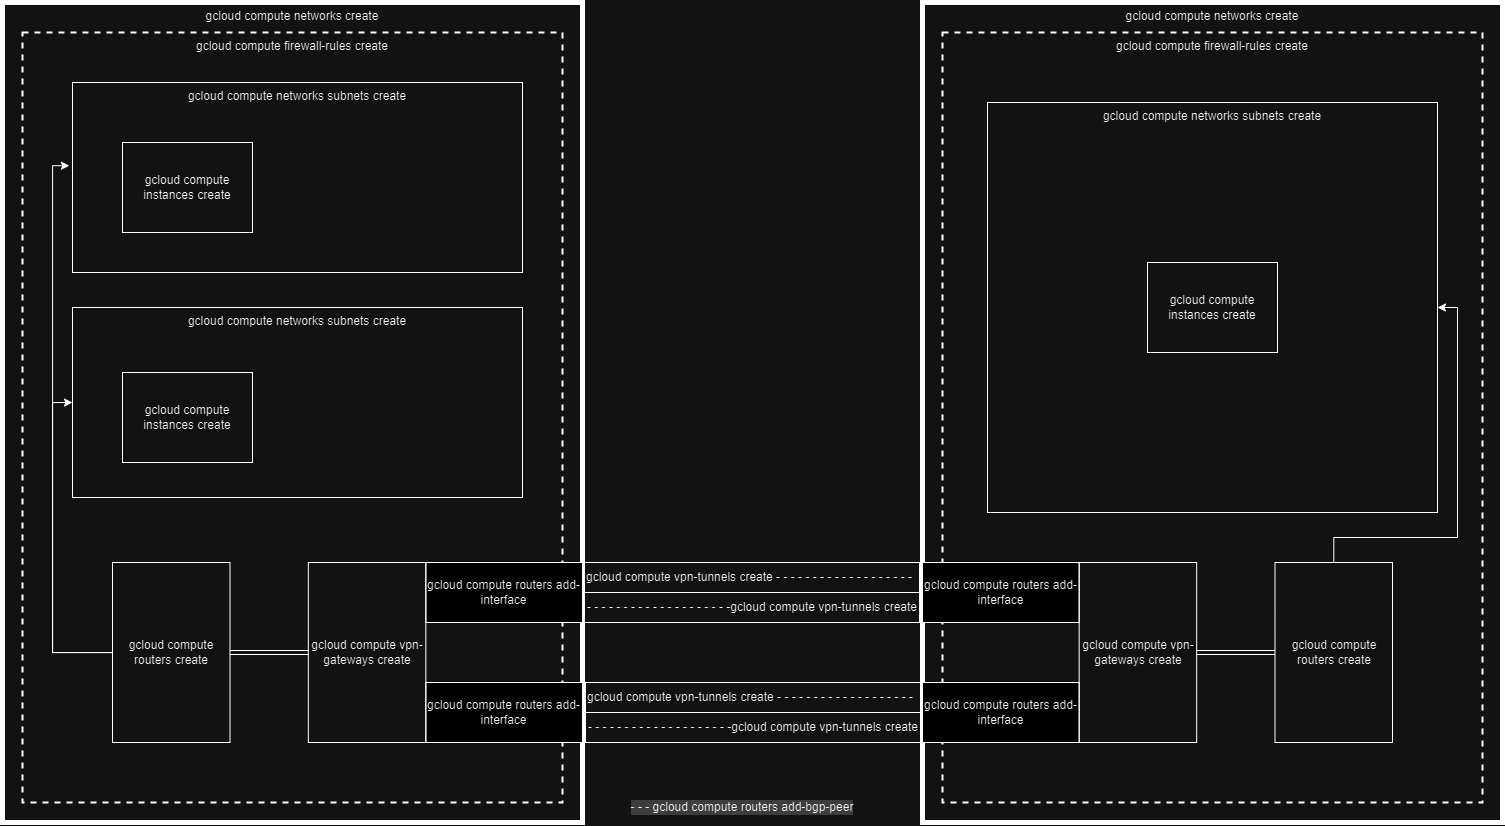 gcloud compute networks create
gcloud compute firewall-rules create
gcloud compute networks subnets create
gcloud compute
instances create
gcloud compute networks subnets create
gcloud compute
instances create
gcloud compute
routers create
gcloud compute vpn-
gateways create
gcloud compute routers add-
interface
gcloud compute routers add-
interface
gcloud compute vpn-tunnels create - - - - - - - - - - - - - - - - - - -
- - - - - - - - - - - - - - - - - - - -gcloud compute vpn-tunnels create
gcloud compute vpn-tunnels create - - - - - - - - - - - - - - - - - - -
- - - - - - - - - - - - - - - - - - - -gcloud compute vpn-tunnels create
- - - gcloud compute routers add-bgp-peer
gcloud compute networks create
gcloud compute firewall-rules create
gcloud compute networks subnets create
gcloud compute
instances create
gcloud compute routers add-
interface
gcloud compute routers add-
interface
gcloud compute vpn-
gateways create
gcloud compute
routers create